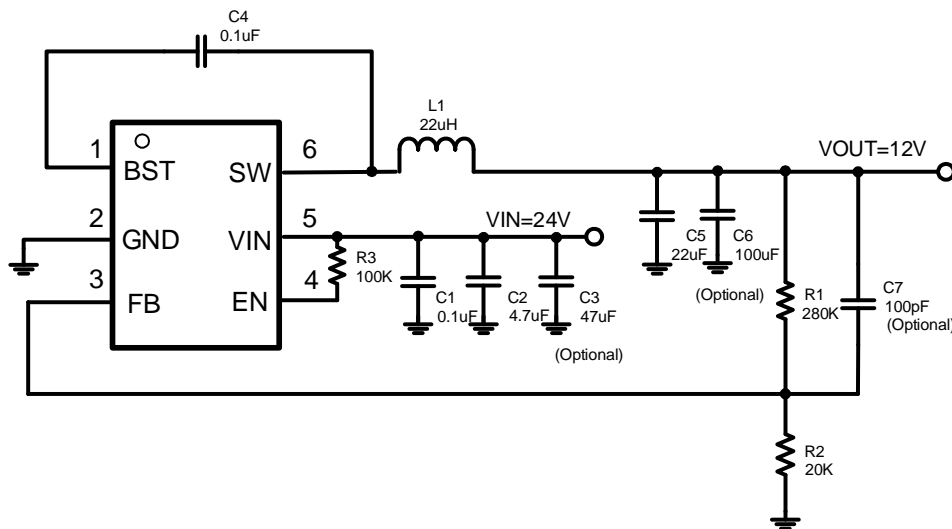 C4
0.1uF
L1
22uH
1
BST
SW
6
VOUT=12V
2
GND
VIN
5
VIN=24V
3
FB
EN
4
R3
100K
C1
0.1uF
C2
4.7uF
C3
47uF
(Optional)
C5
22uF
C6
100uF
(Optional)
R1
280K
C7
100pF
(Optional)
R2
20K